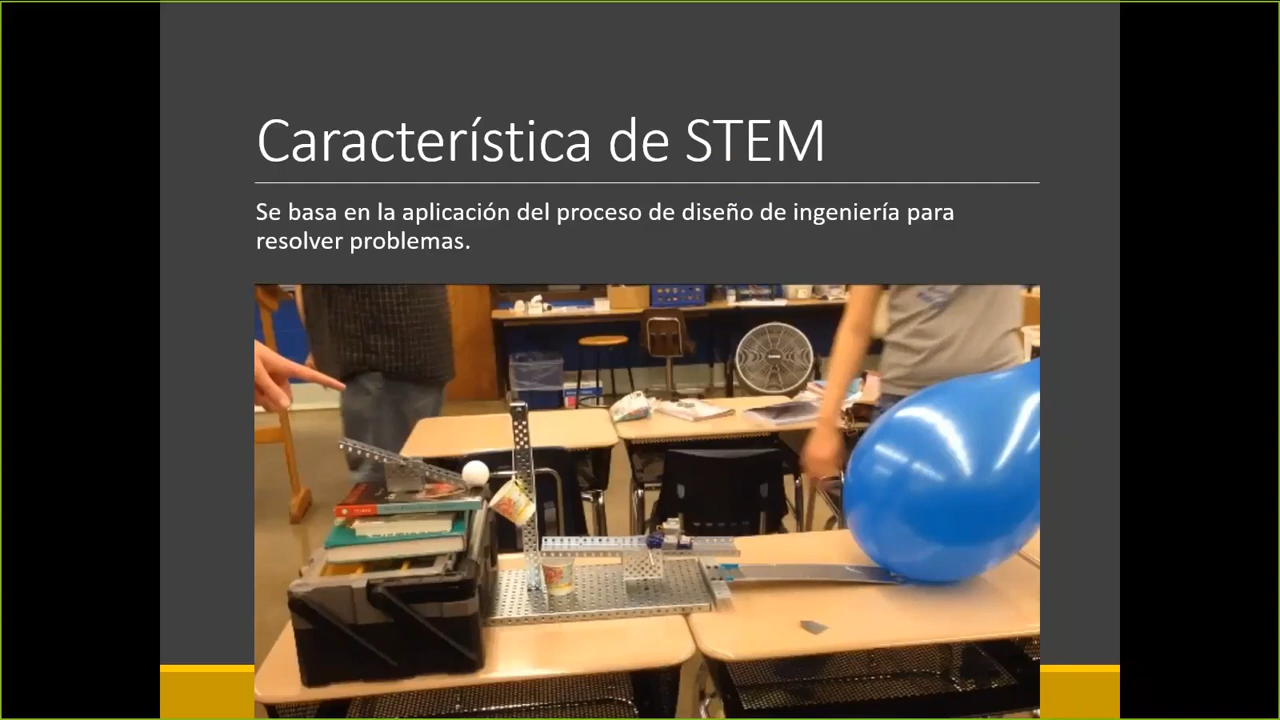 Característica de STEM
Se basa en la aplicación del proceso de diseño de ingeniería para
resolver problemas.